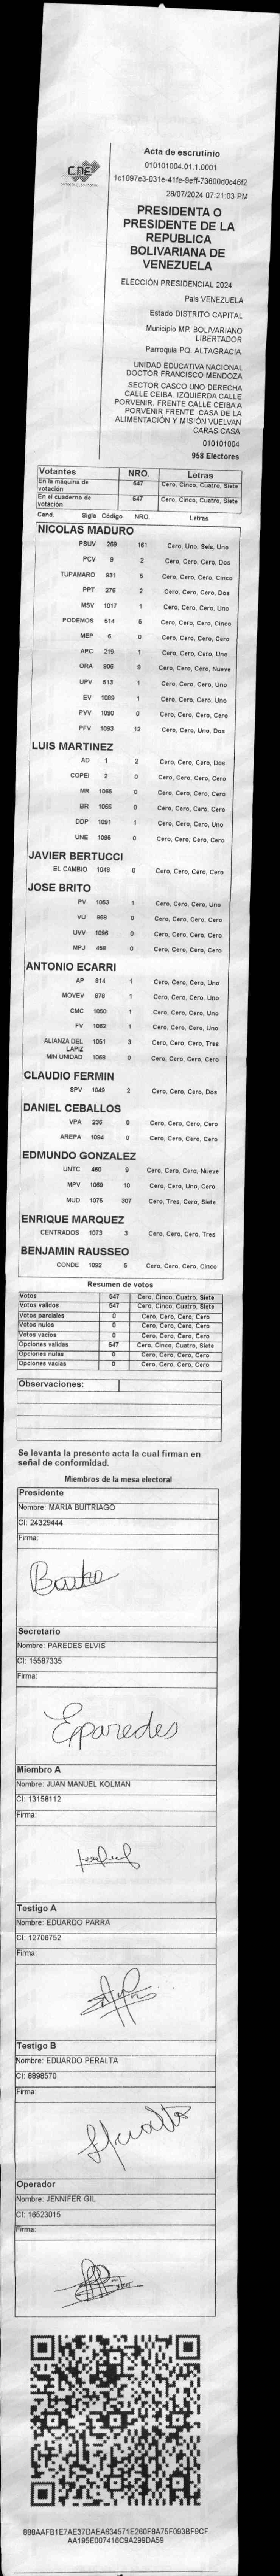 CNE
Acta de escrutinio
010101004.01.1.0001
1c1097e3-031e-41fe-9eff-73600d0c46f2
28/07/2024 07:21:03 PM
PRESIDENTA O
PRESIDENTE DE LA
REPUBLICA
BOLIVARIANA DE
VENEZUELA
ELECCIÓN PRESIDENCIAL 2024
Pais VENEZUELA
Estado DISTRITO CAPITAL
Municipio MP. BOLIVARIANO
LIBERTADOR
Parroquia PQ. ALTAGRACIA
UNIDAD EDUCATIVA NACIONAL
DOCTOR FRANCISCO MENDOZA
SECTOR CASCO UNO DERECHA
CALLE CEIBA. IZQUIERDA CALLE
PORVENIR. FRENTE CALLE CEIBA A
PORVENIR FRENTE CASA DE LA
ALIMENTACIÓN Y MISIÓN VUELVAN
CARAS CASA
010101004
958 Electores
Votantes NRO. Letras
En la máquina de votación 547 Cero, Cinco, Cuatro, Siete
En el cuaderno de votación 547 Cero, Cinco, Cuatro, Siete
Cand. Sigla Código NRO. Letras
NICOLAS MADURO
PSUV 269 161 Cero, Uno, Seis, Uno
PCV 9 2 Cero, Cero, Cero, Dos
TUPAMARO 931 5 Cero, Cero, Cero, Cinco
PPT 276 2 Cero, Cero, Cero, Dos
MSV 1017 1 Cero, Cero, Cero, Uno
PODEMOS 514 5 Cero, Cero, Cero, Cinco
MEP 6 0 Cero, Cero, Cero, Cero
APC 219 1 Cero, Cero, Cero, Uno
ORA 906 9 Cero, Cero, Cero, Nueve
UPV 513 1 Cero, Cero, Cero, Uno
EV 1089 1 Cero, Cero, Cero, Uno
PVV 1090 0 Cero, Cero, Cero, Cero
PFV 1093 12 Cero, Cero, Uno, Dos
LUIS MARTINEZ
AD 1 2 Cero, Cero, Cero, Dos
COPEI 2 0 Cero, Cero, Cero, Cero
MR 1065 0 Cero, Cero, Cero, Cero
BR 1066 0 Cero, Cero, Cero, Cero
DDP 1091 1 Cero, Cero, Cero, Uno
UNE 1095 0 Cero, Cero, Cero, Cero
JAVIER BERTUCCI
EL CAMBIO 1048 0 Cero, Cero, Cero, Cero
JOSE BRITO
PV 1053 1 Cero, Cero, Cero, Uno
VU 868 0 Cero, Cero, Cero, Cero
UVV 1096 0 Cero, Cero, Cero, Cero
MPJ 458 0 Cero, Cero, Cero, Cero
ANTONIO ECARRI
AP 814 1 Cero, Cero, Cero, Uno
MOVEV 878 1 Cero, Cero, Cero, Uno
CMC 1050 1 Cero, Cero, Cero, Uno
FV 1062 1 Cero, Cero, Cero, Uno
ALIANZA DEL LAPIZ 1051 3 Cero, Cero, Cero, Tres
MIN UNIDAD 1068 0 Cero, Cero, Cero, Cero
CLAUDIO FERMIN
SPV 1049 2 Cero, Cero, Cero, Dos
DANIEL CEBALLOS
VPA 236 0 Cero, Cero, Cero, Cero
AREPA 1094 0 Cero, Cero, Cero, Cero
EDMUNDO GONZALEZ
UNTC 460 9 Cero, Cero, Cero, Nueve
MPV 1069 10 Cero, Cero, Uno, Cero
MUD 1075 307 Cero, Tres, Cero, Siete
ENRIQUE MARQUEZ
CENTRADOS 1073 3 Cero, Cero, Cero, Tres
BENJAMIN RAUSSEO
CONDE 1092 5 Cero, Cero, Cero, Cinco
Resumen de votos
Votos 547 Cero, Cinco, Cuatro, Siete
Votos validos 547 Cero, Cinco, Cuatro, Siete
Votos parciales 0 Cero, Cero, Cero, Cero
Votos nulos 0 Cero, Cero, Cero, Cero
Votos vacios 0 Cero, Cero, Cero, Cero
Opciones validas 547 Cero, Cinco, Cuatro, Siete
Opciones nulas 0 Cero, Cero, Cero, Cero
Opciones vacias 0 Cero, Cero, Cero, Cero
Observaciones:
Se levanta la presente acta la cual firman en
señal de conformidad.
Miembros de la mesa electoral
Presidente
Nombre: MARIA BUITRIAGO
CI: 24329444
Firma:
Secretario
Nombre: PAREDES ELVIS
CI: 15587335
Firma:
Eparedes
Miembro A
Nombre: JUAN MANUEL KOLMAN
CI: 13158112
Firma:
Testigo A
Nombre: EDUARDO PARRA
CI: 12706752
Firma:
Testigo B
Nombre: EDUARDO PERALTA
CI: 6898570
Firma:
Operador
Nombre: JENNIFER GIL
CI: 16523015
Firma:
888AAFB1E7AE37DAEA634571E260F8A75F093BF9CF
AA195E007416C9A299DA59